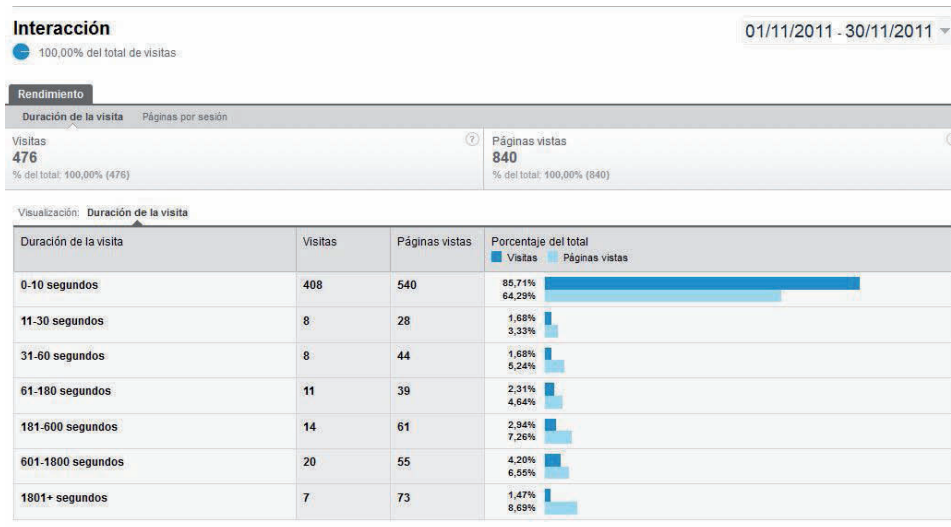 Interacción
01/11/2011 - 30/11/2011
100,00% del total de visitas
Rendimiento
Duración de la visita Páginas por sesión
Visitas ? Páginas vistas
476 840
% del total: 100,00% (476) % del total: 100,00% (840)
Visualización: Duración de la visita
Duración de la visita Visitas Páginas vistas Porcentaje del total
Visitas Páginas vistas
0-10 segundos 408 540 85,71%
64,29%
11-30 segundos 8 28 1,68%
3,33%
31-60 segundos 8 44 1,68%
5,24%
61-180 segundos 11 39 2,31%
4,64%
181-600 segundos 14 61 2,94%
7,26%
601-1800 segundos 20 55 4,20%
6,55%
1801+ segundos 7 73 1,47%
8,69%